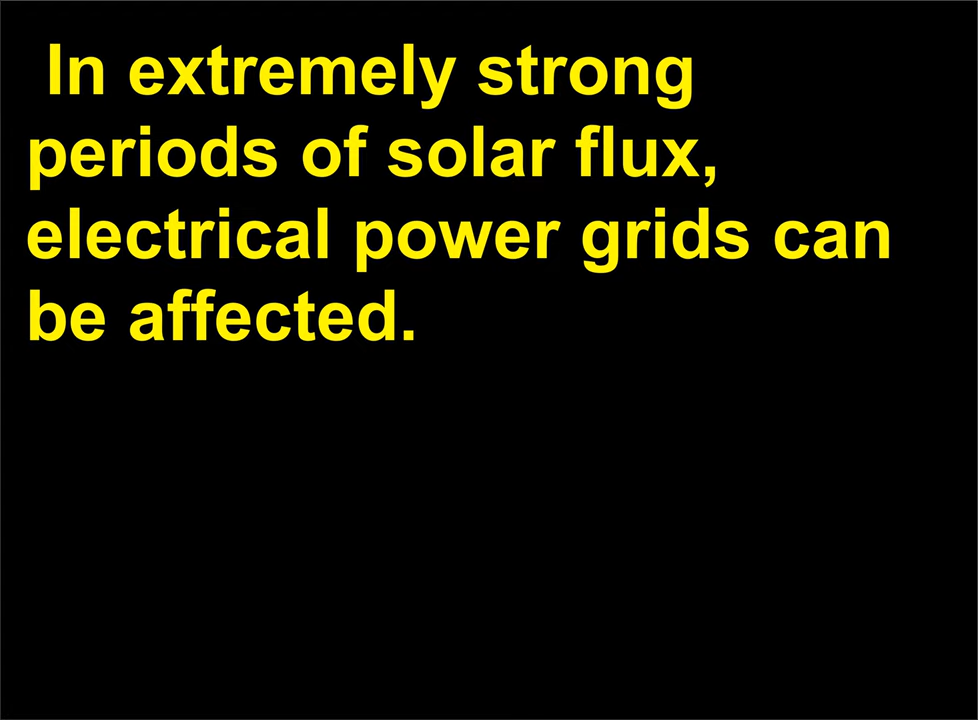 In extremely strong
periods of solar flux,
electrical power grids can
be affected.